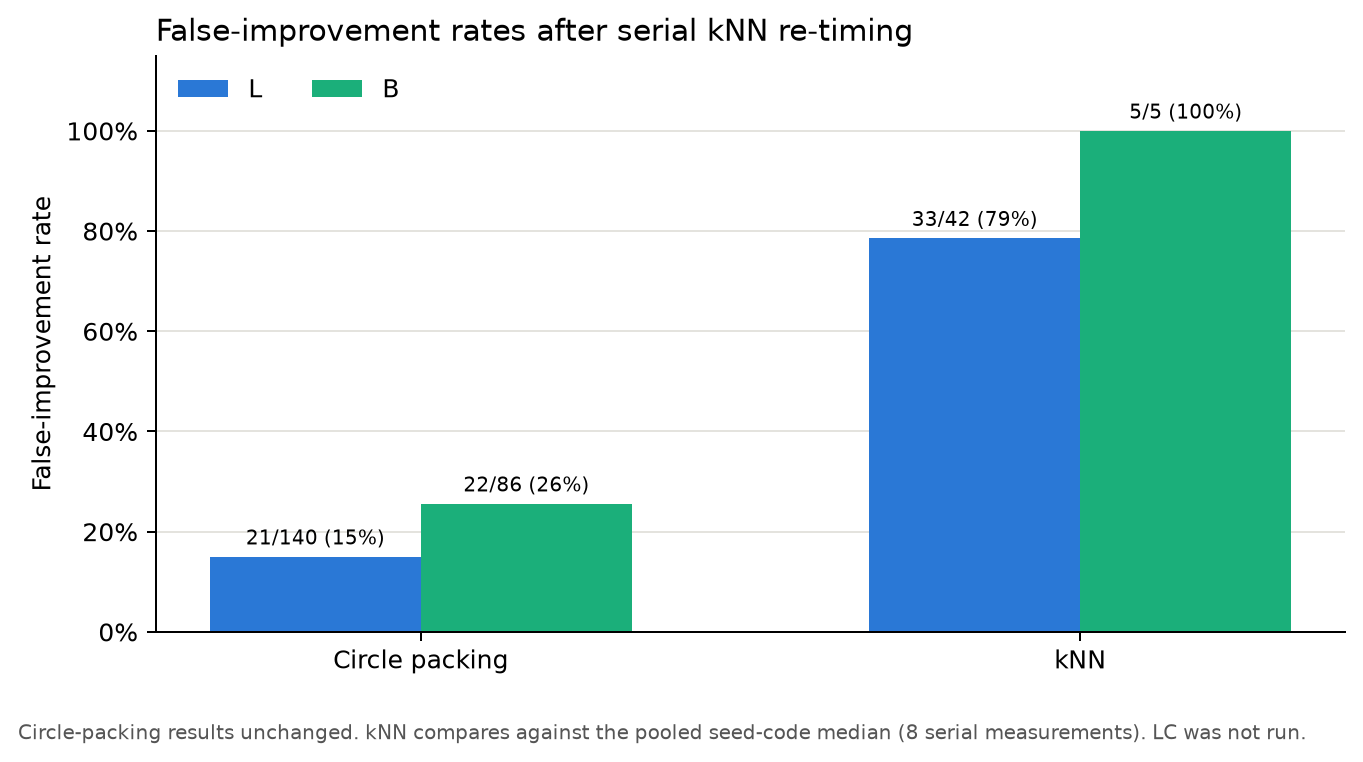 False-improvement rates after serial kNN re-timing
L B
5/5 (100%)
100%
33/42 (79%)
80%
False-improvement rate
60%
40%
22/86 (26%)
21/140 (15%)
20%
0%
Circle packing kNN
Circle-packing results unchanged. kNN compares against the pooled seed-code median (8 serial measurements). LC was not run.